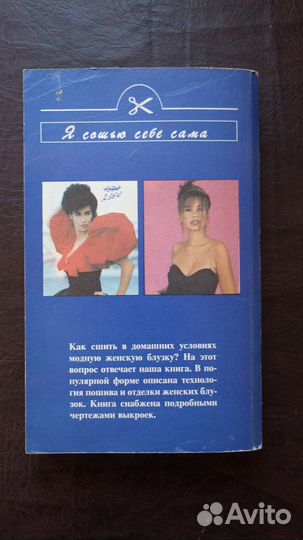 Я сошью себе сама
2500
Как сшить в домашних условиях
модную женскую блузку? На этот
вопрос отвечает наша книга. В по-
пулярной форме описана техноло-
гия пошива и отделки женских блу-
зок. Книга снабжена подробными
чертежами выкроек.
Avito